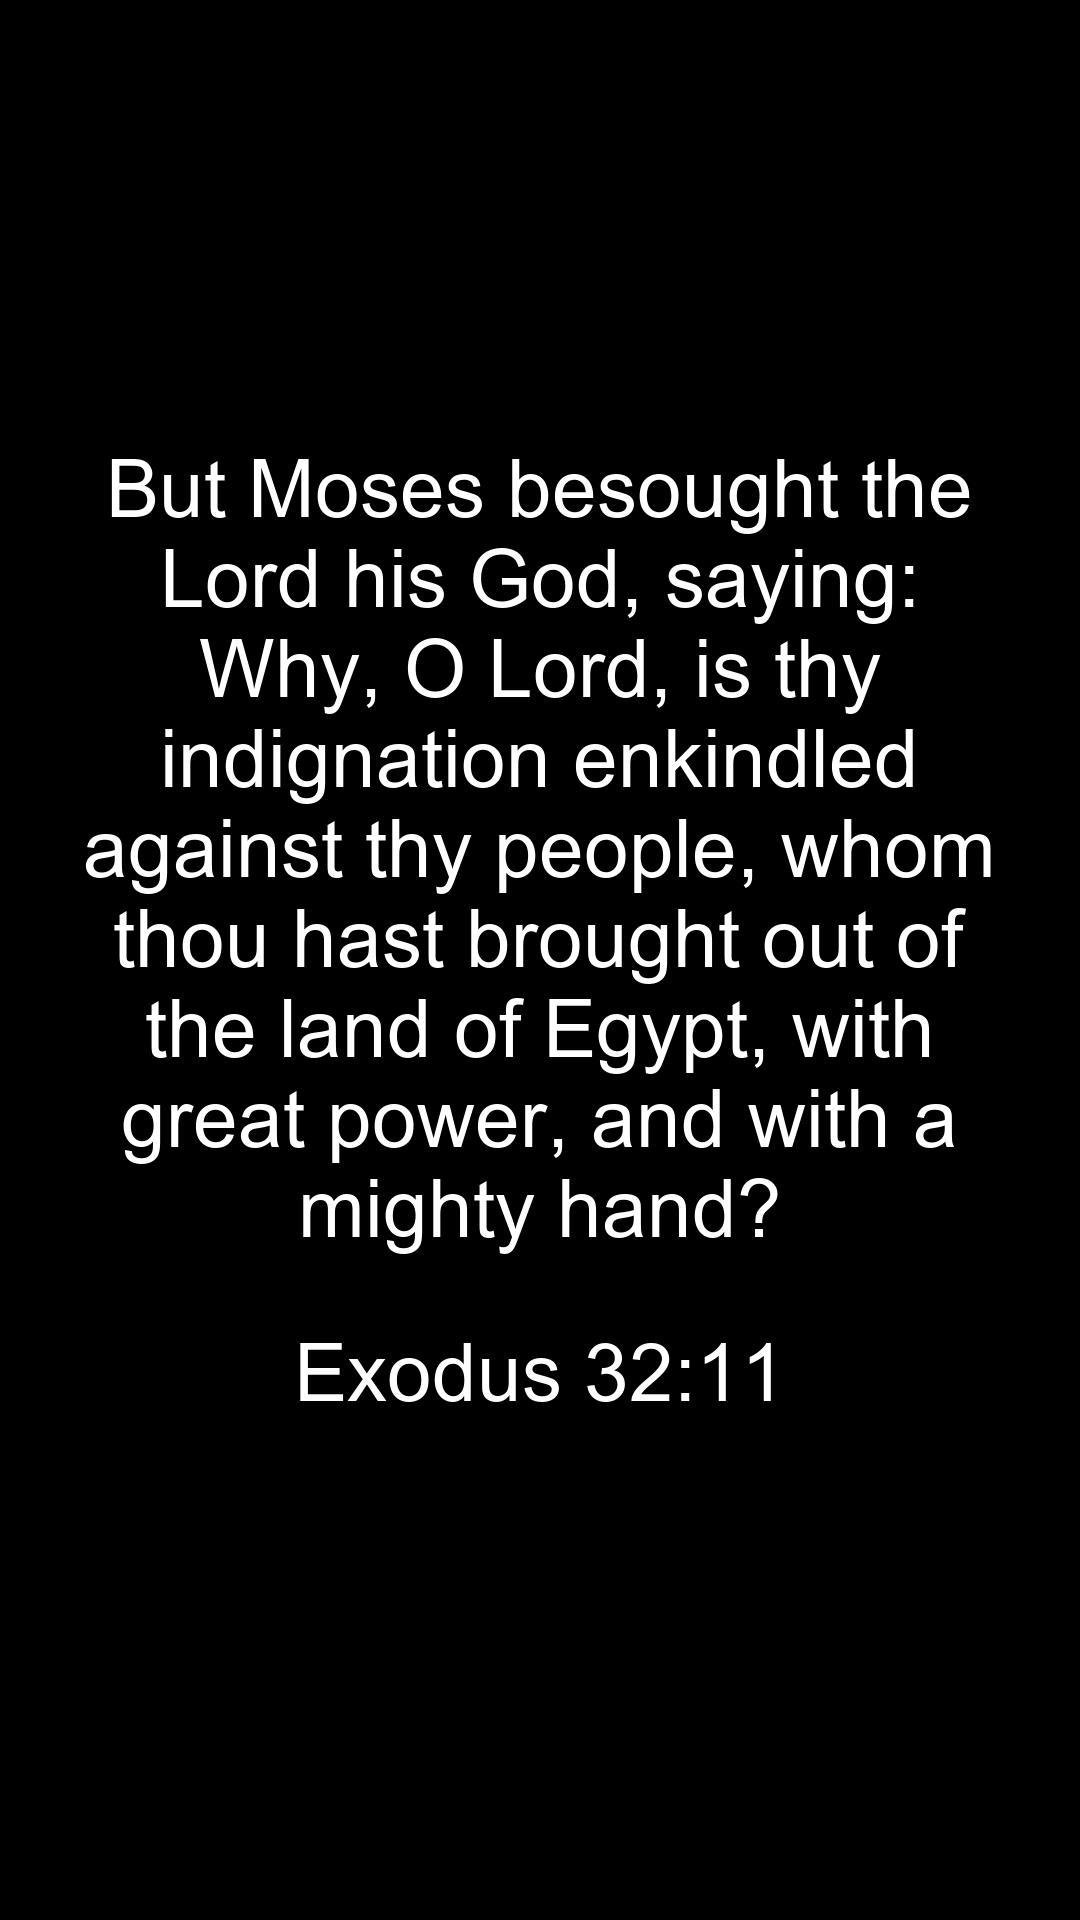 But Moses besought the
Lord his God, saying:
Why, O Lord, is thy
indignation enkindled
against thy people, whom
thou hast brought out of
the land of Egypt, with
great power, and with a
mighty hand?
Exodus 32:11